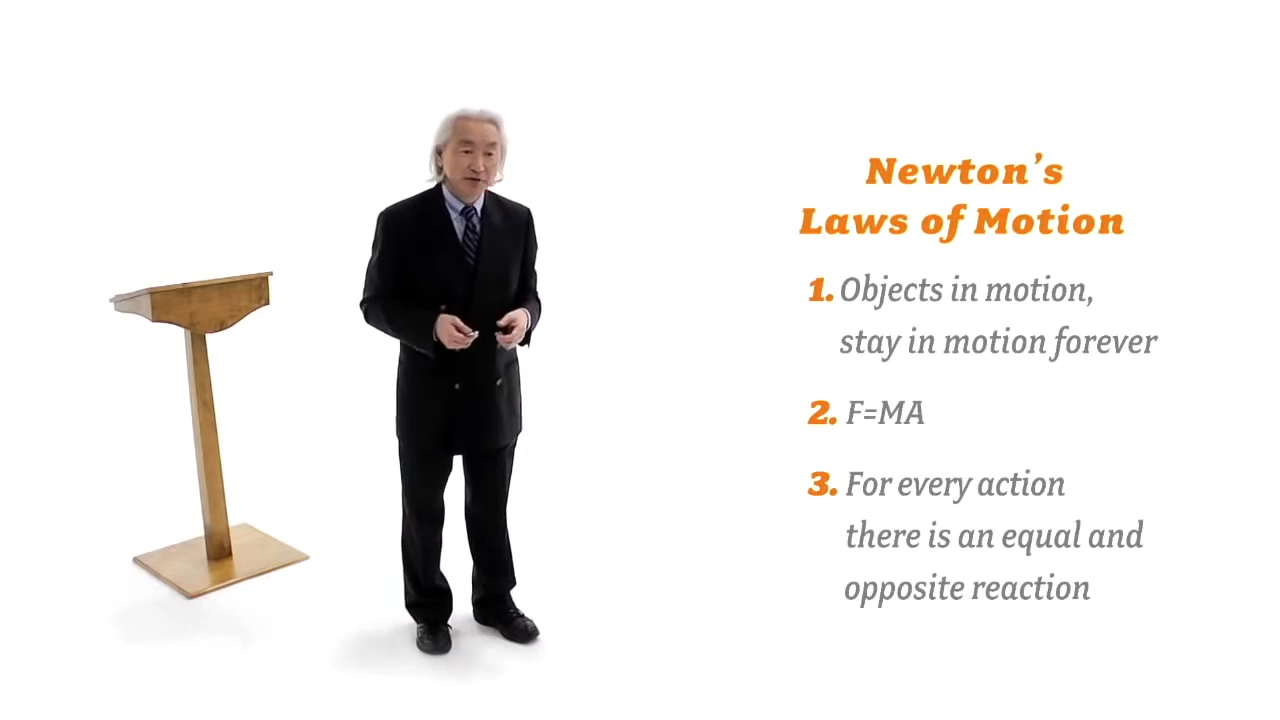 Newton's
Laws of Motion
1. Objects in motion,
stay in motion forever
2. F=MA
3. For every action
there is an equal and
opposite reaction